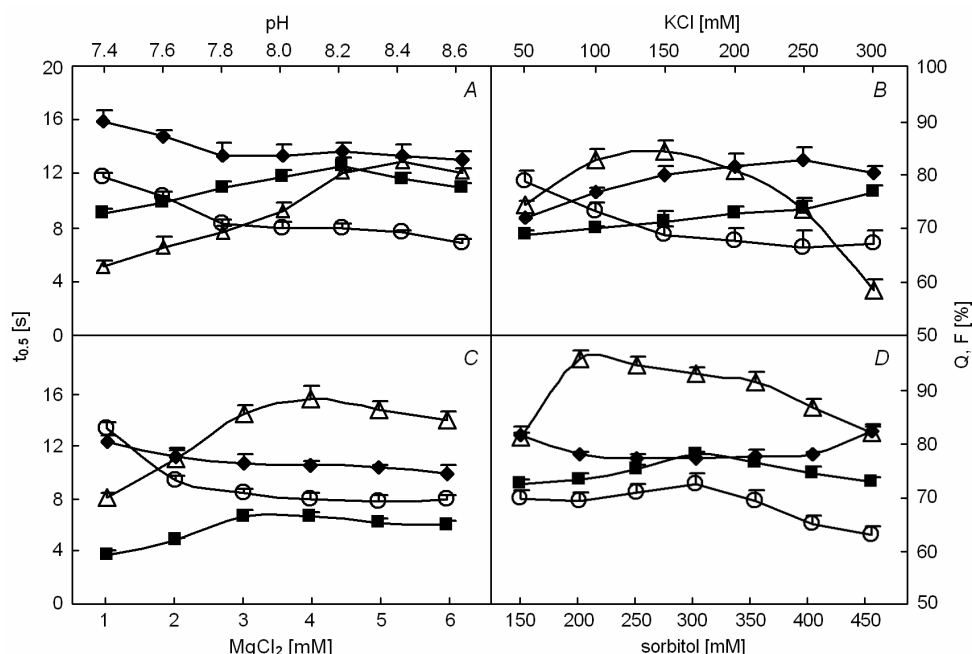 pH
KCl [mM]
7.4 7.6 7.8 8.0 8.2 8.4 8.6
50 100 150 200 250 300
20 16 12 8 4 0
A
B
100 90 80 70 60 50
t0.5 [s]
Q, F [%]
16 12 8 4 0
C
D
90 80 70 60 50
1 2 3 4 5 6
150 200 250 300 350 400 450
MgCl2 [mM]
sorbitol [mM]